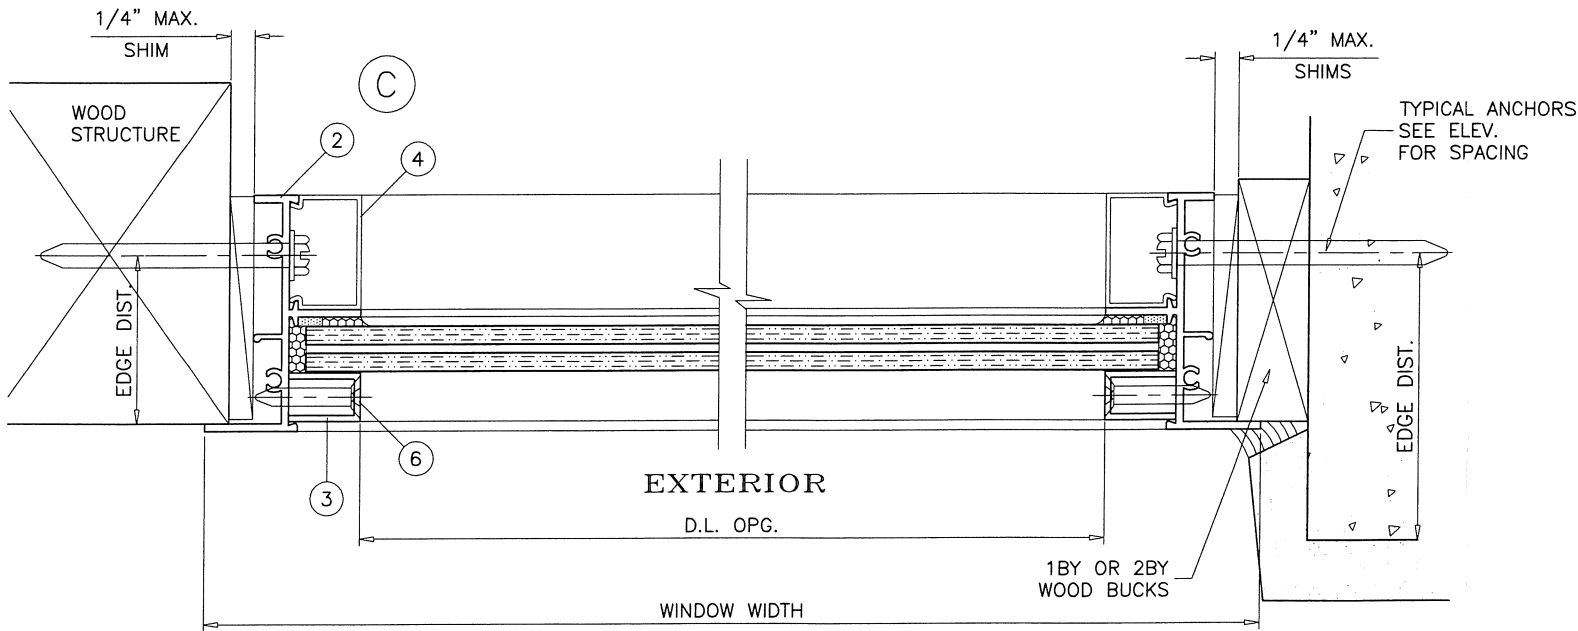 1/4" MAX.
SHIM
C
WOOD
STRUCTURE
2
4
1/4" MAX.
SHIMS
TYPICAL ANCHORS
SEE ELEV.
FOR SPACING
EDGE DIST.
EDGE DIST.
6
3
EXTERIOR
D.L. OPG.
1BY OR 2BY
WOOD BUCKS
WINDOW WIDTH